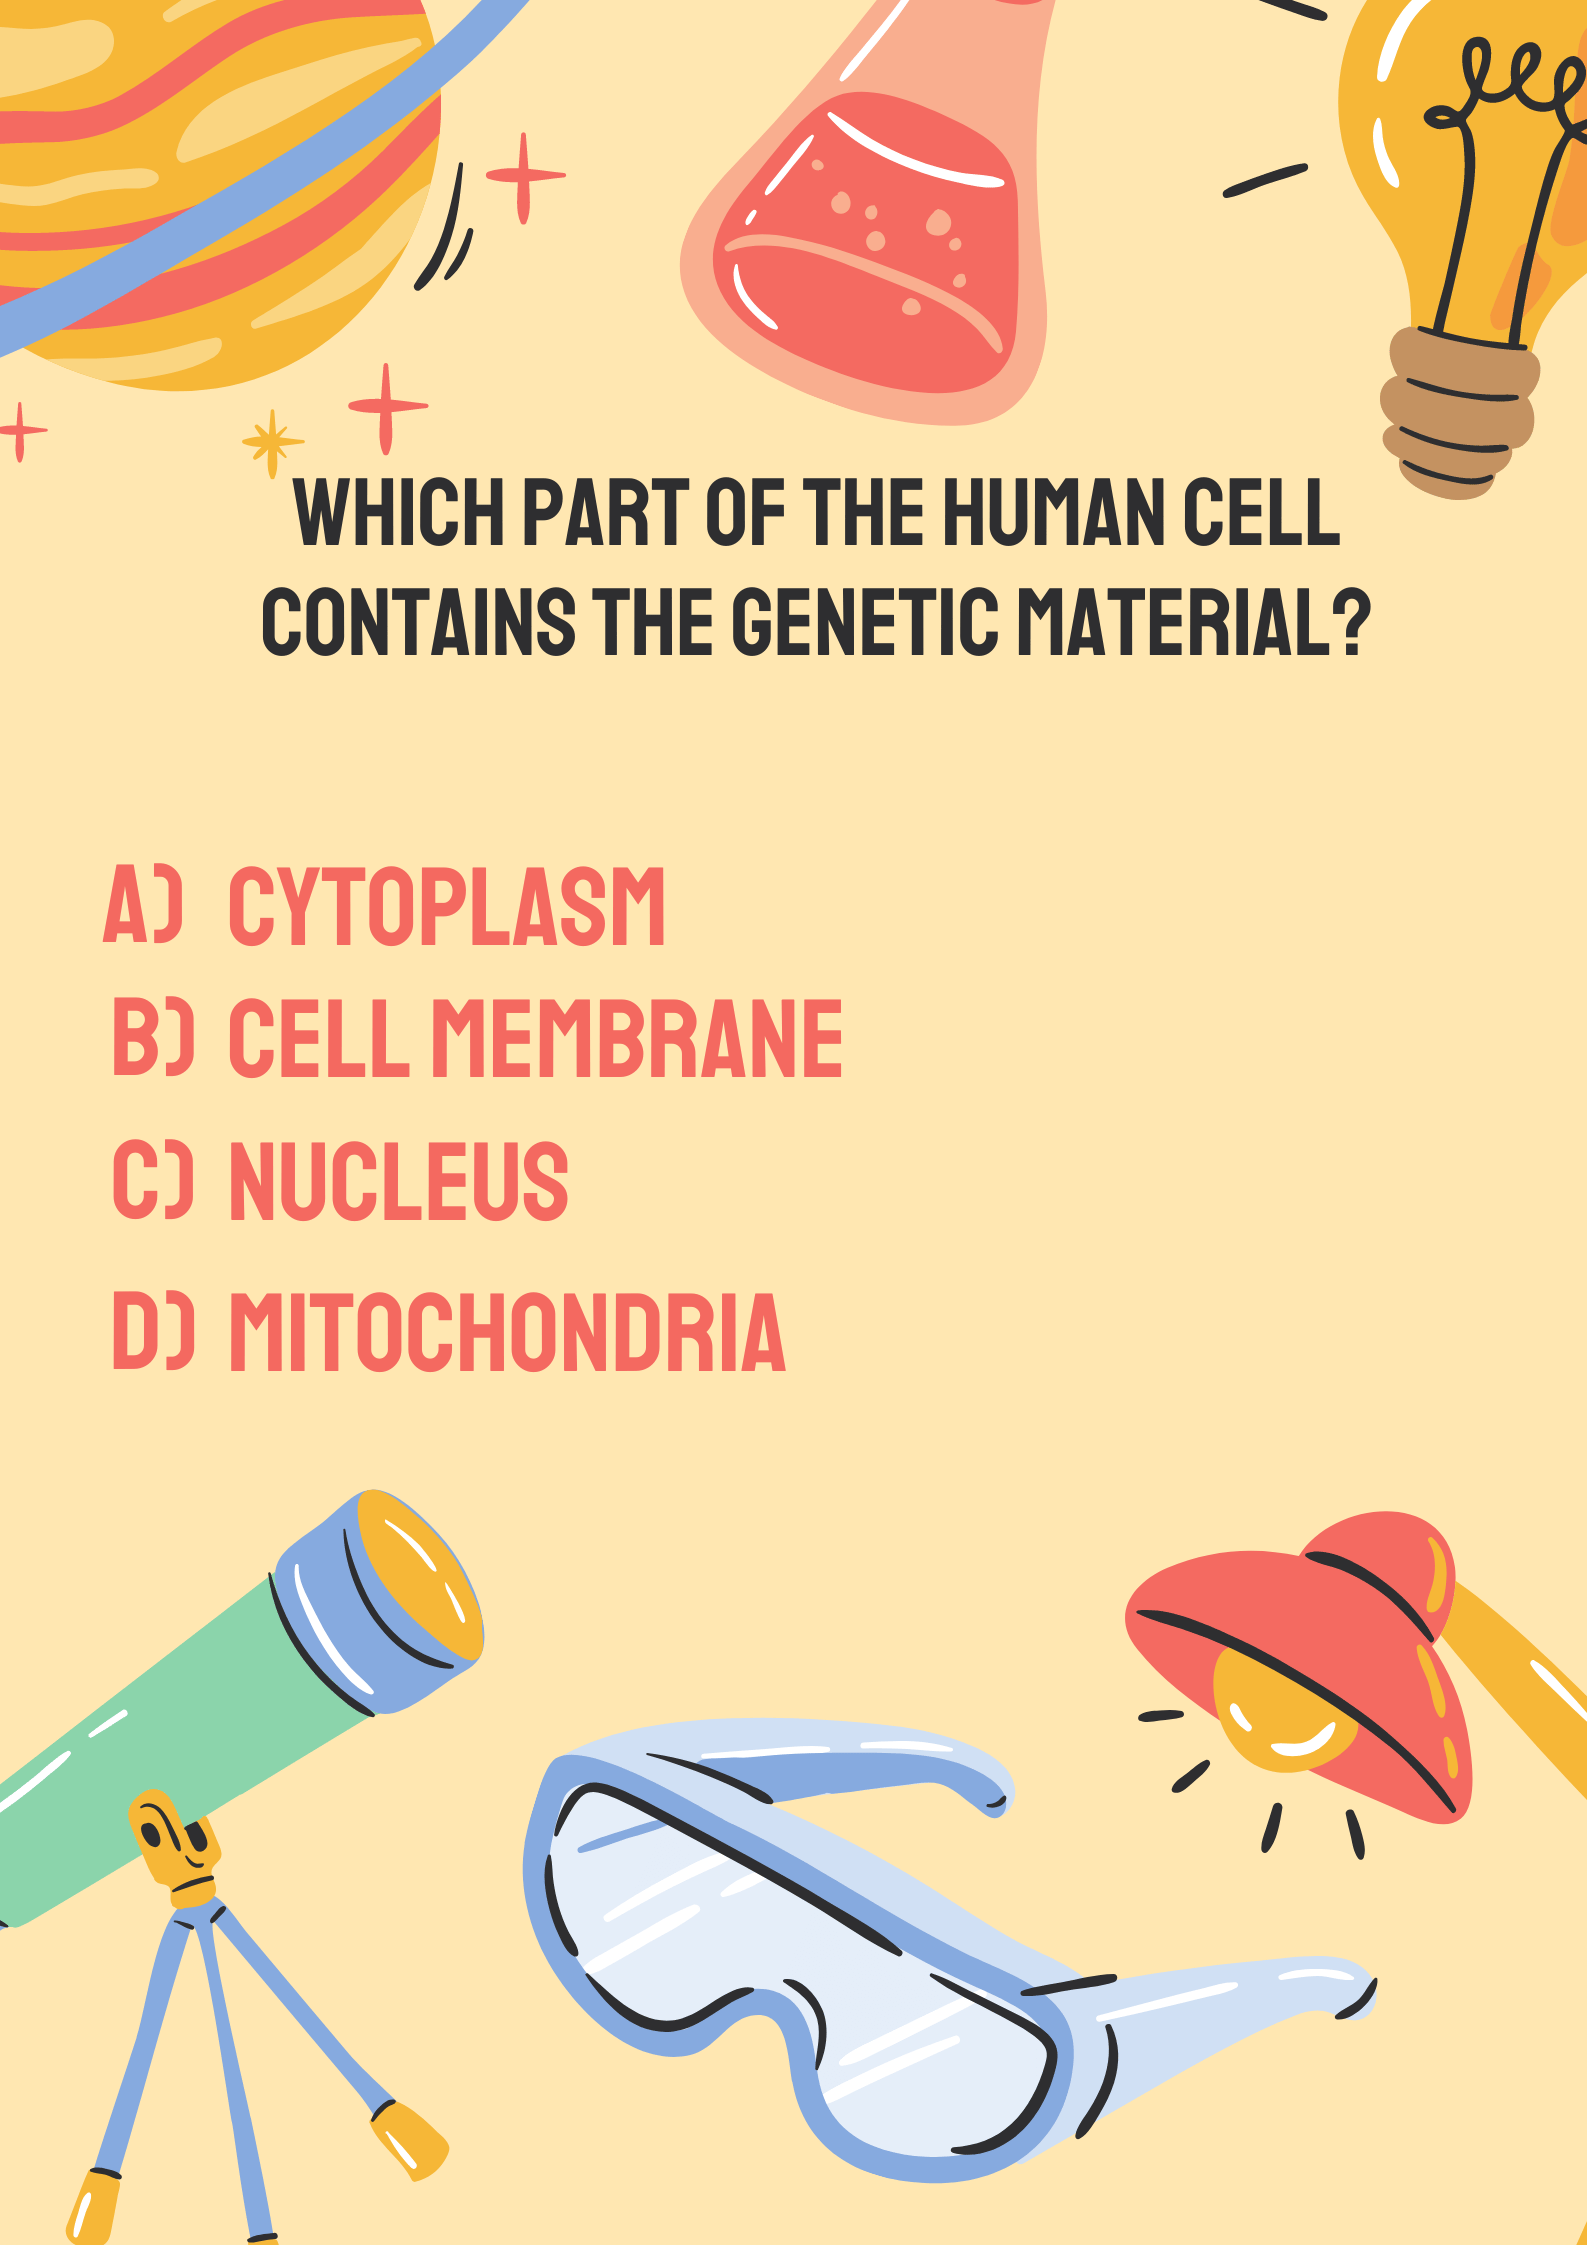 WHICH PART OF THE HUMAN CELL
CONTAINS THE GENETIC MATERIAL?
A) CYTOPLASM
B) CELL MEMBRANE
C) NUCLEUS
D) MITOCHONDRIA